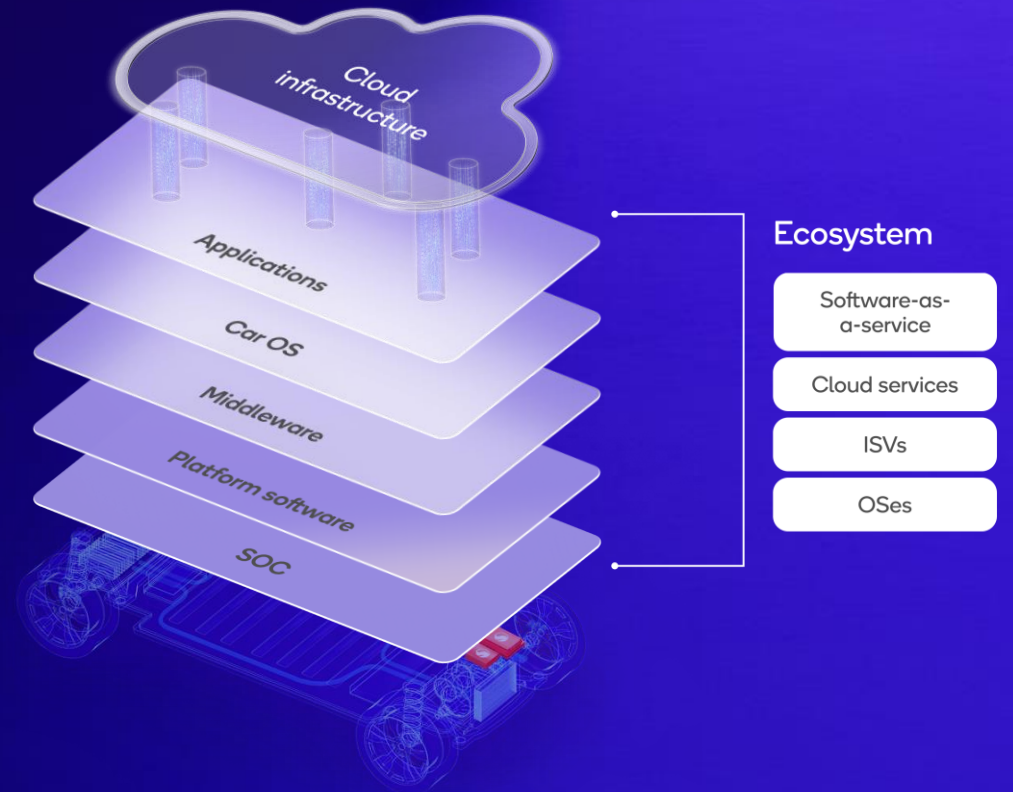 Cloud
infrastructure
Applications
Car OS
Middleware
Platform software
SOC
Ecosystem
Software-as-
a-service
Cloud services
ISVs
OSes